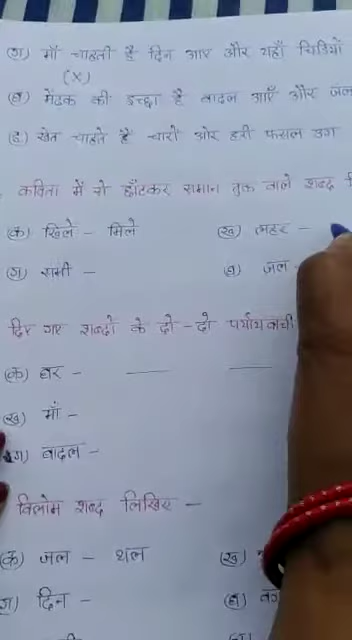 (ग) माँ चाहती है दिन आए और यहाँ चिड़ियाँ
(X)
(घ) मेंढक की इच्छा है बादल आएँ और जल
(ङ) खेत चाहते है चारों ओर हरी फसल उग
कविता में से छाँटकर समान तुक वाले शब्द
(क) खिले - मिले (ख) लहर -
(ग) सभी - (घ) जल -
दिए गए शब्दों के दो-दो पर्यायवाची
(क) घर -
(ख) माँ -
(ग) बादल -
विलोम शब्द लिखिए -
(क) जल - थल (ख)
(ग) दिन - (घ)